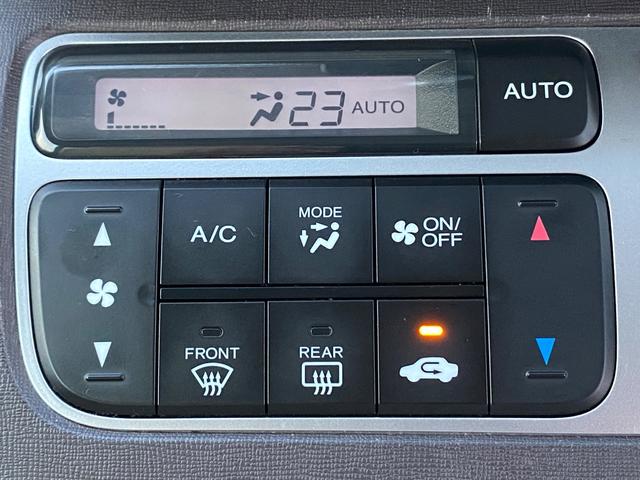 23 AUTO
AUTO
A/C
MODE
ON/
OFF
FRONT
REAR